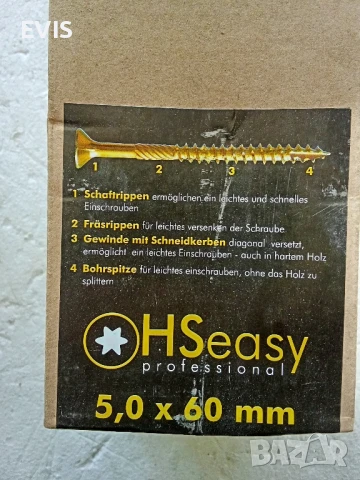 EVIS
1 2 3 4
1 Schaftrippen ermöglichen ein leichtes und schnelles
Einschrauben
2 Fräsrippen für leichtes versenken der Schraube
3 Gewinde mit Schneidkerben diagonal versetzt,
ermöglicht ein leichtes Einschrauben - auch in hartem Holz
4 Bohrspitze für leichtes einschrauben, ohne das Holz zu
splittern
HSeasy
professional
5,0 x 60 mm
BAZAR
bg